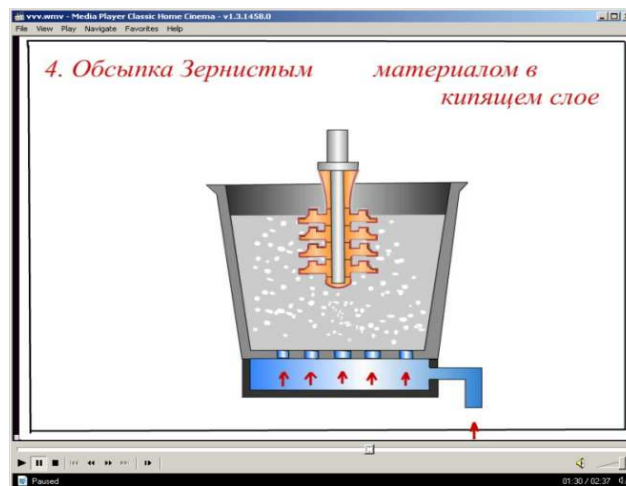 vvv.wmv - Media Player Classic Home Cinema - v1.3.1458.0
File View Play Navigate Favorites Help
4. Обсыпка Зернистым материалом в
кипящем слое
Paused 01:30 / 02:37